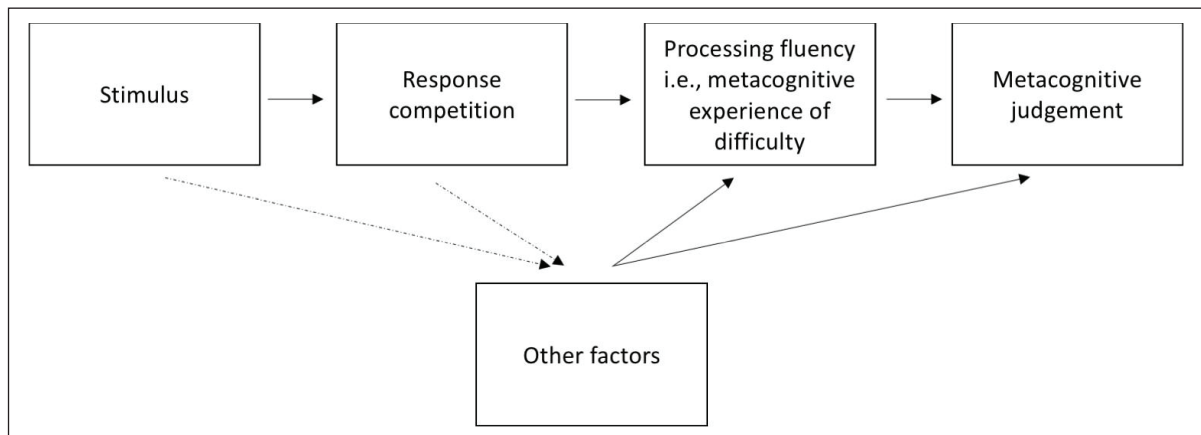 Stimulus
Response
competition
Processing fluency
i.e., metacognitive
experience of
difficulty
Metacognitive
judgement
Other factors